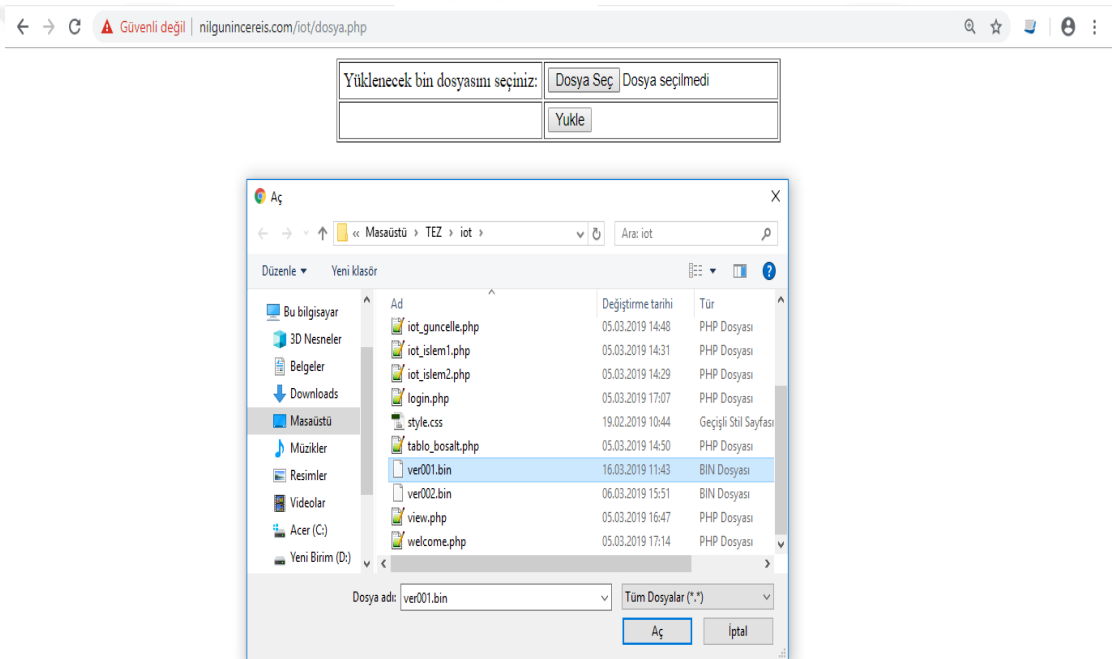 Güvenli değil | nilgunincereis.com/iot/dosya.php
Yüklenecek bin dosyasını seçiniz: Dosya Seç Dosya seçilmedi
Yukle
Aç
« Masaüstü › TEZ › iot ›
Ara: iot
Düzenle Yeni klasör
Bu bilgisayar
3D Nesneler
Belgeler
Downloads
Masaüstü
Müzikler
Resimler
Videolar
Acer (C:)
Yeni Birim (D:)
Ad Değiştirme tarihi Tür
iot_guncelle.php 05.03.2019 14:48 PHP Dosyası
iot_islem1.php 05.03.2019 14:31 PHP Dosyası
iot_islem2.php 05.03.2019 14:29 PHP Dosyası
login.php 05.03.2019 17:07 PHP Dosyası
style.css 19.02.2019 10:44 Geçişli Stil Sayfası
tablo_bosalt.php 05.03.2019 14:50 PHP Dosyası
ver001.bin 16.03.2019 11:43 BIN Dosyası
ver002.bin 06.03.2019 15:51 BIN Dosyası
view.php 05.03.2019 16:47 PHP Dosyası
welcome.php 05.03.2019 17:14 PHP Dosyası
Dosya adı: ver001.bin Tüm Dosyalar (*.*)
Aç İptal